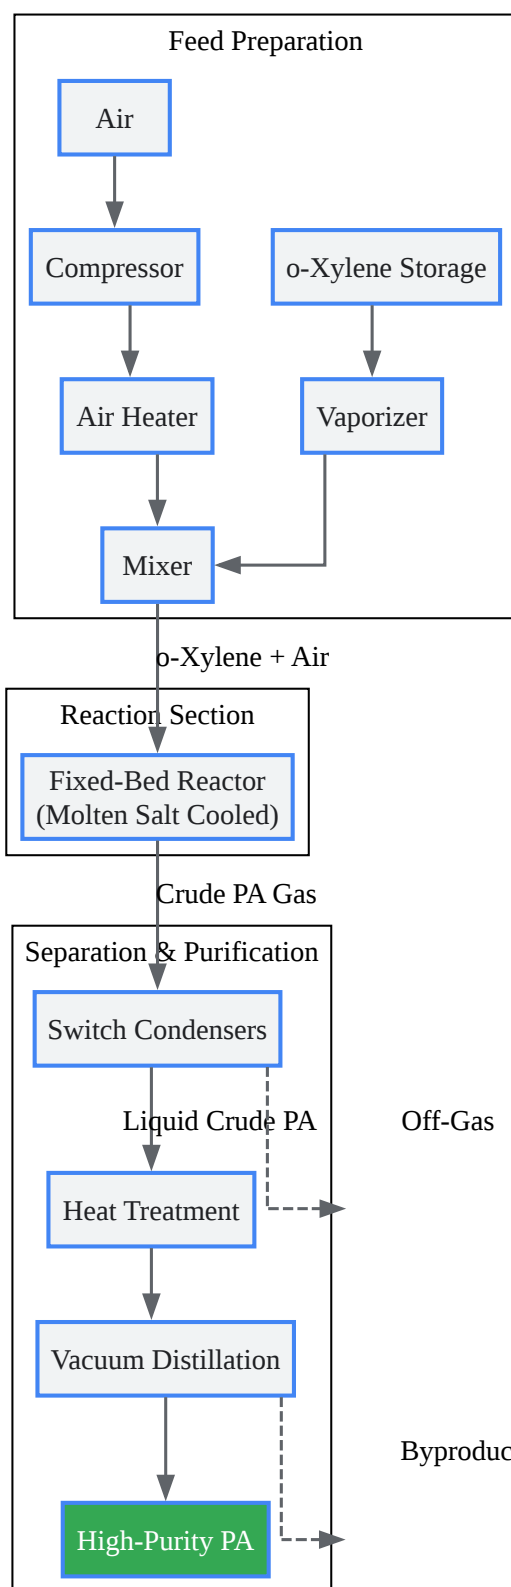 Feed Preparation
Air
Compressor
o-Xylene Storage
Air Heater
Vaporizer
Mixer
o-Xylene + Air
Reaction Section
Fixed-Bed Reactor
(Molten Salt Cooled)
Crude PA Gas
Separation & Purification
Switch Condensers
Liquid Crude PA
Off-Gas
Heat Treatment
Vacuum Distillation
Byproduc
High-Purity PA